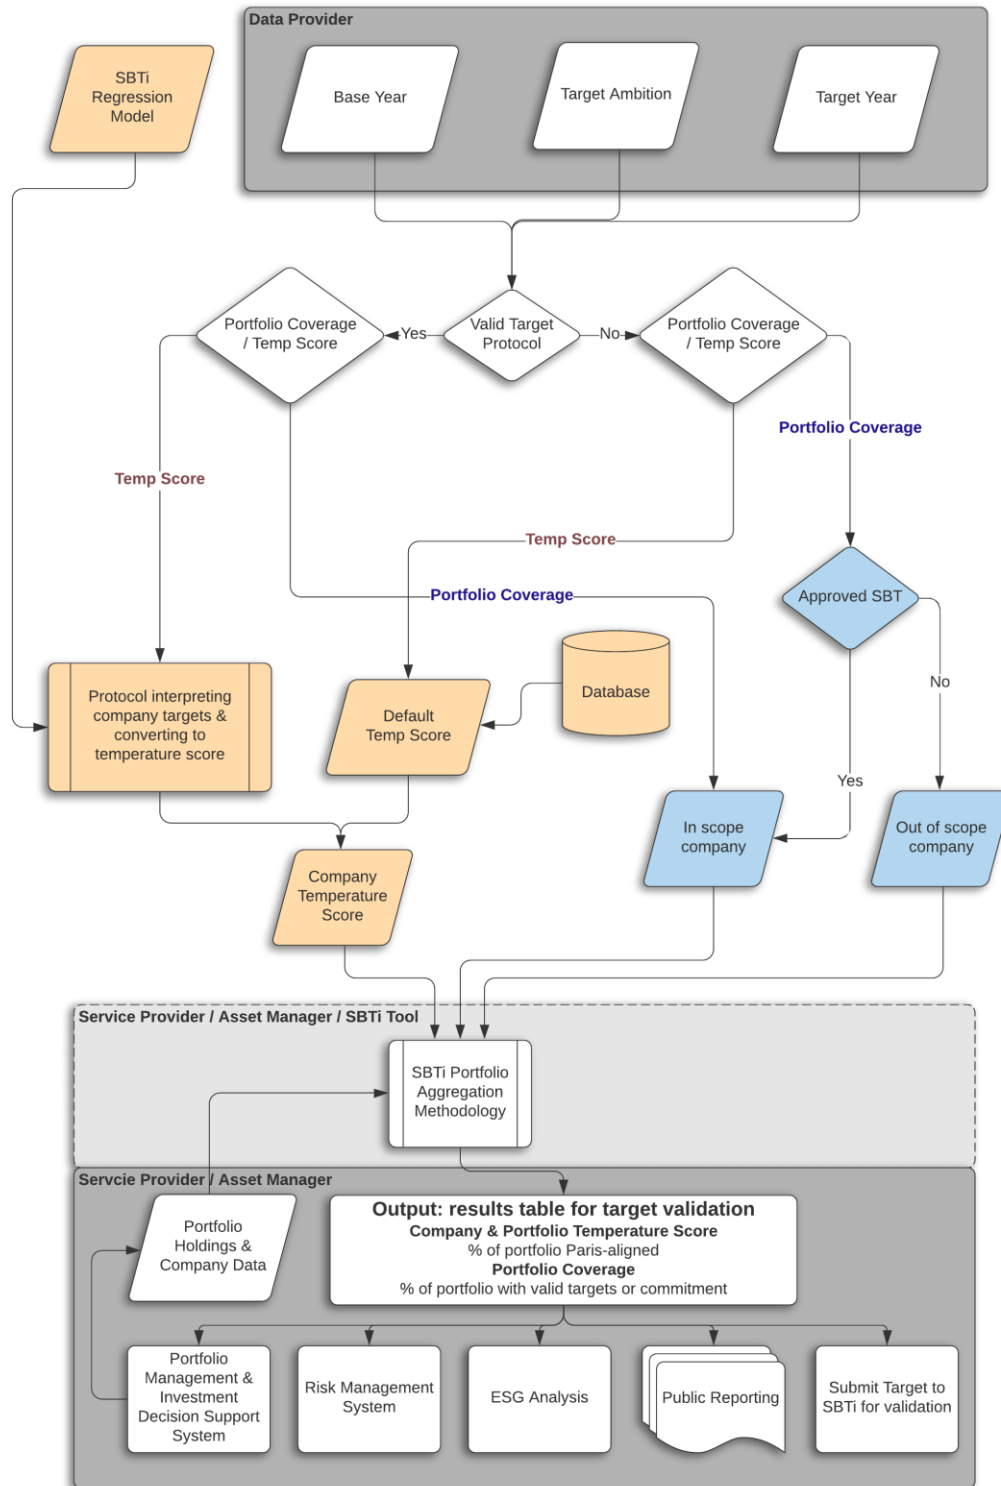 Data Provider
SBTi
Regression
Model
Base Year
Target Ambition
Target Year
Portfolio Coverage
/ Temp Score
Yes
Valid Target
Protocol
No
Portfolio Coverage
/ Temp Score
Portfolio Coverage
Temp Score
Temp Score
Portfolio Coverage
Approved SBT
Database
No
Protocol interpreting
company targets &
converting to
temperature score
Default
Temp Score
Yes
In scope
company
Out of scope
company
Company
Temperature
Score
Service Provider / Asset Manager / SBTi Tool
SBTi Portfolio
Aggregation
Methodology
Servcie Provider / Asset Manager
Portfolio
Holdings &
Company Data
Output: results table for target validation
Company & Portfolio Temperature Score
% of portfolio Paris-aligned
Portfolio Coverage
% of portfolio with valid targets or commitment
Portfolio
Management &
Investment
Decision Support
System
Risk Management
System
ESG Analysis
Public Reporting
Submit Target to
SBTi for validation